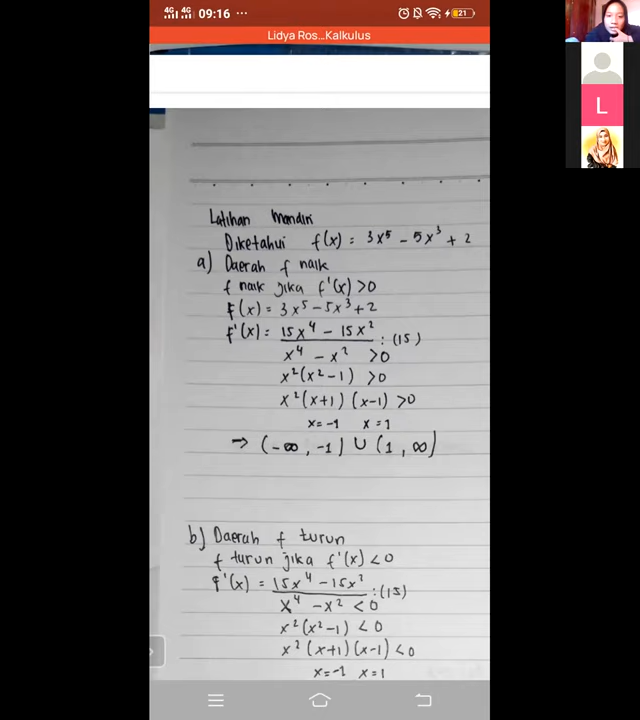 4G 4G 09:16 ... 21
Lidya Ros...Kalkulus
L
Latihan Mandiri
Diketahui f(x) = 3x⁵ - 5x³ + 2
a) Daerah f naik
f naik jika f'(x) > 0
f(x) = 3x⁵ - 5x³ + 2
f'(x) = 15x⁴ - 15x² : (15)
x⁴ - x² > 0
x²(x² - 1) > 0
x²(x+1)(x-1) > 0
x = -1 x = 1
→ (-∞, -1) ∪ (1, ∞)
b) Daerah f turun
f turun jika f'(x) < 0
f'(x) = 15x⁴ - 15x² : (15)
x⁴ - x² < 0
x²(x² - 1) < 0
x²(x+1)(x-1) < 0
x = -1 x = 1